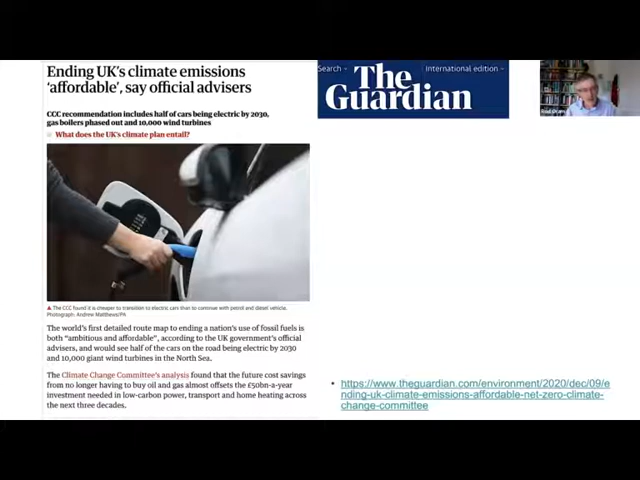 Ending UK's climate emissions
'affordable', say official advisers
CCC recommendation includes half of cars being electric by 2030,
gas boilers phased out and 10,000 wind turbines
What does the UK's climate plan entail?
The CCC found it is cheaper to transition to electric cars than to continue with petrol and diesel vehicle.
Photograph: Andrew Matthews/PA
The world's first detailed route map to ending a nation's use of fossil fuels is
both "ambitious and affordable", according to the UK government's official
advisers, and would see half of the cars on the road being electric by 2030
and 10,000 giant wind turbines in the North Sea.
The Climate Change Committee's analysis found that the future cost savings
from no longer having to buy oil and gas almost offsets the £50bn-a-year
investment needed in low-carbon power, transport and home heating across
the next three decades.
Search
International edition
The
Guardian
• https://www.theguardian.com/environment/2020/dec/09/e
nding-uk-climate-emissions-affordable-net-zero-climate-
change-committee